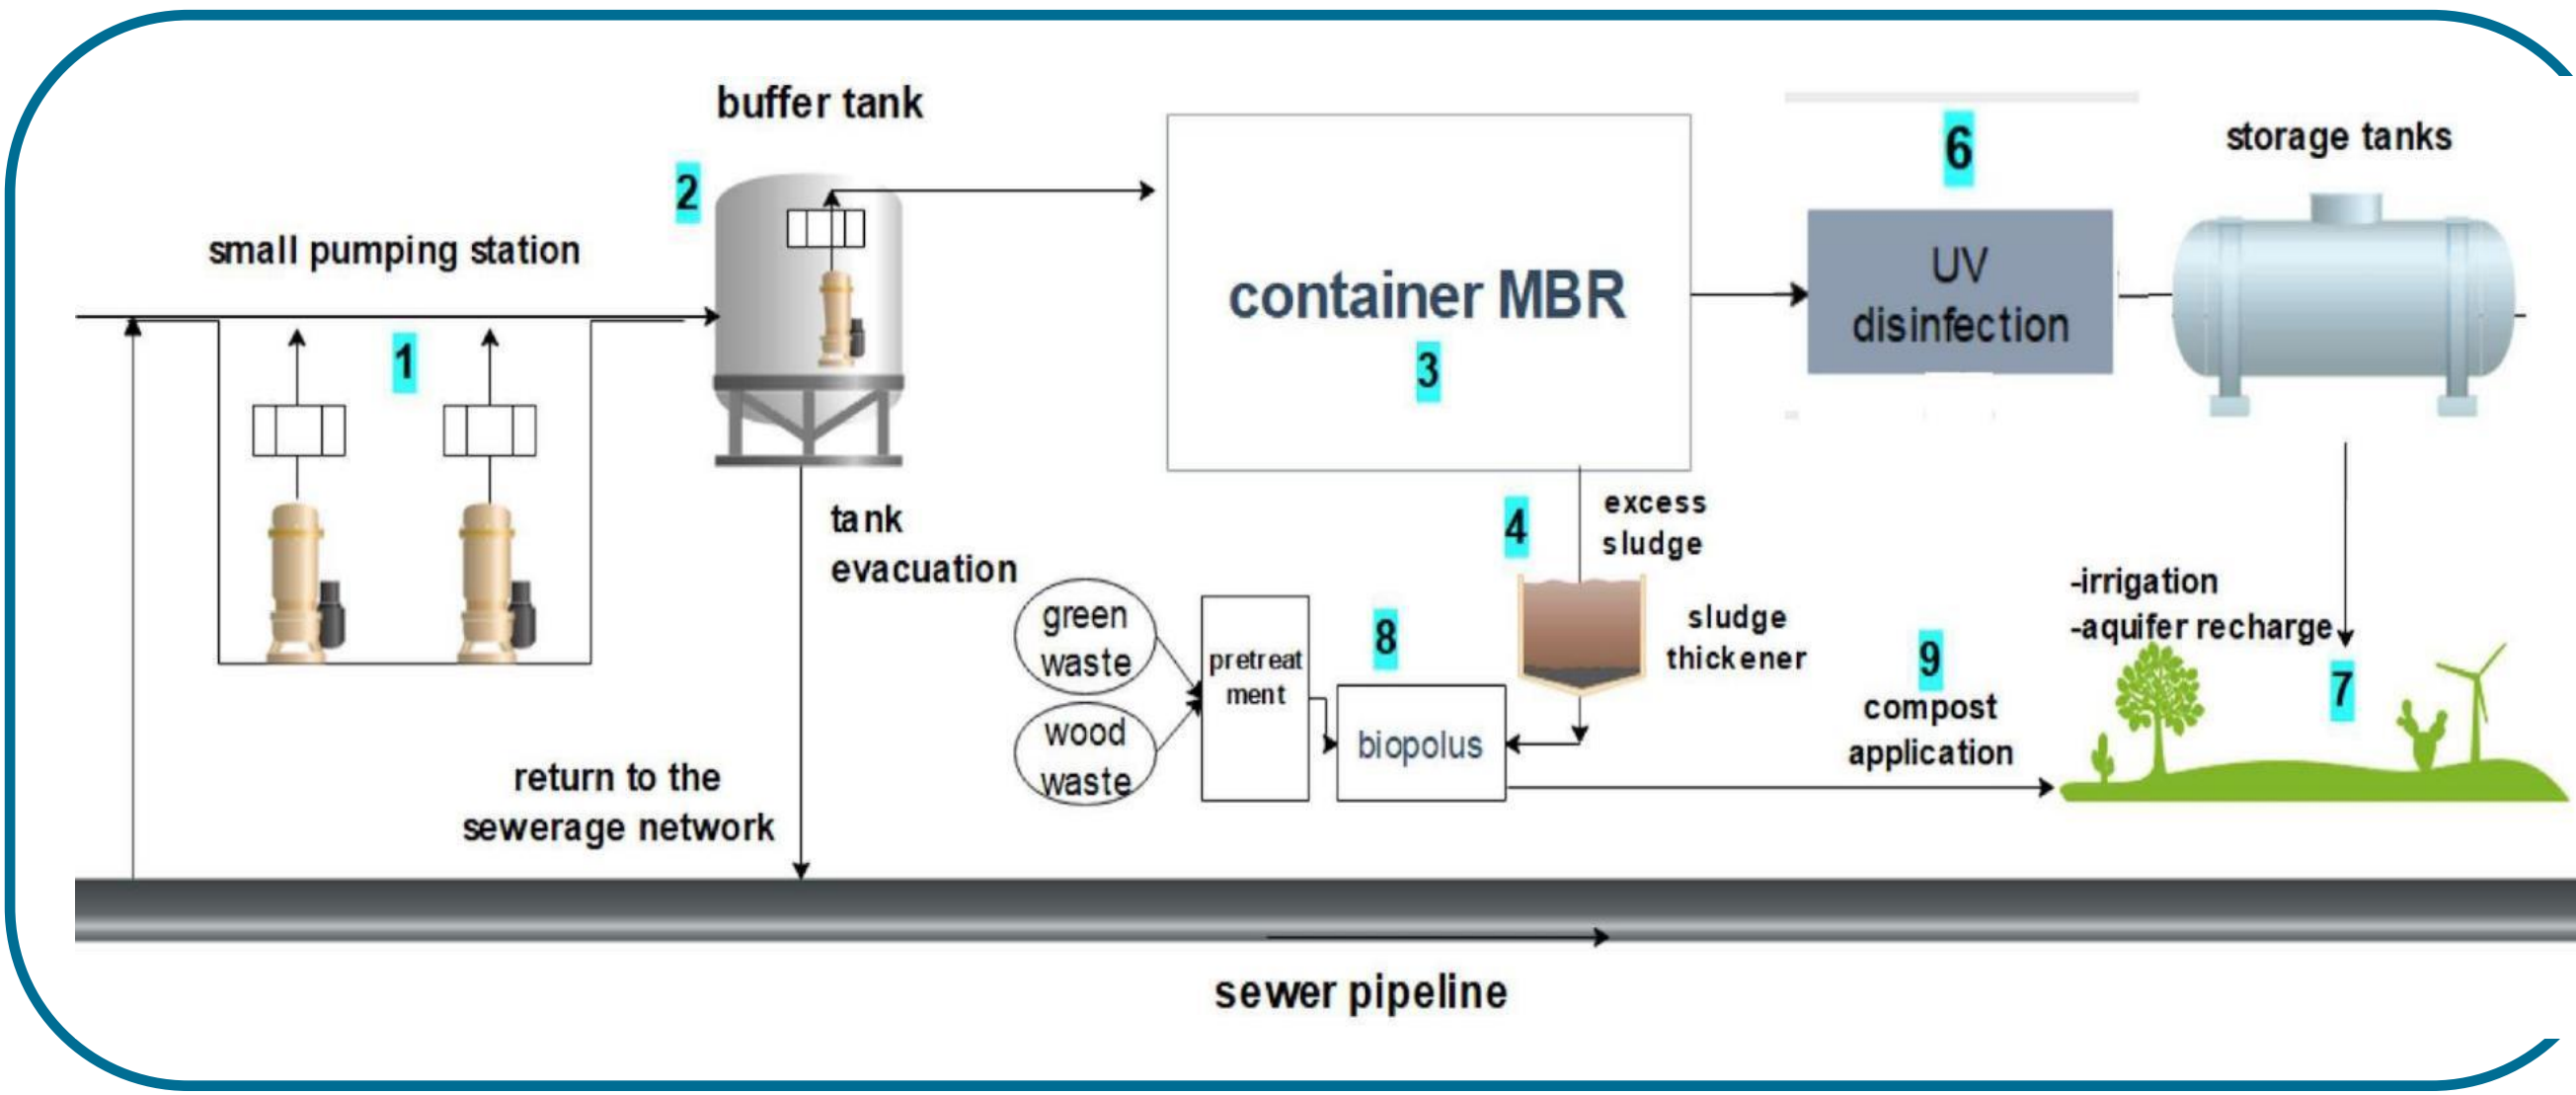 buffer tank
2
small pumping station
1
container MBR
3
6
UV
disinfection
storage tanks
tank
evacuation
return to the
sewerage network
4
excess
sludge
sludge
thickener
green
waste
wood
waste
pretreat
ment
8
biopolus
9
compost
application
-irrigation
-aquifer recharge
7
sewer pipeline